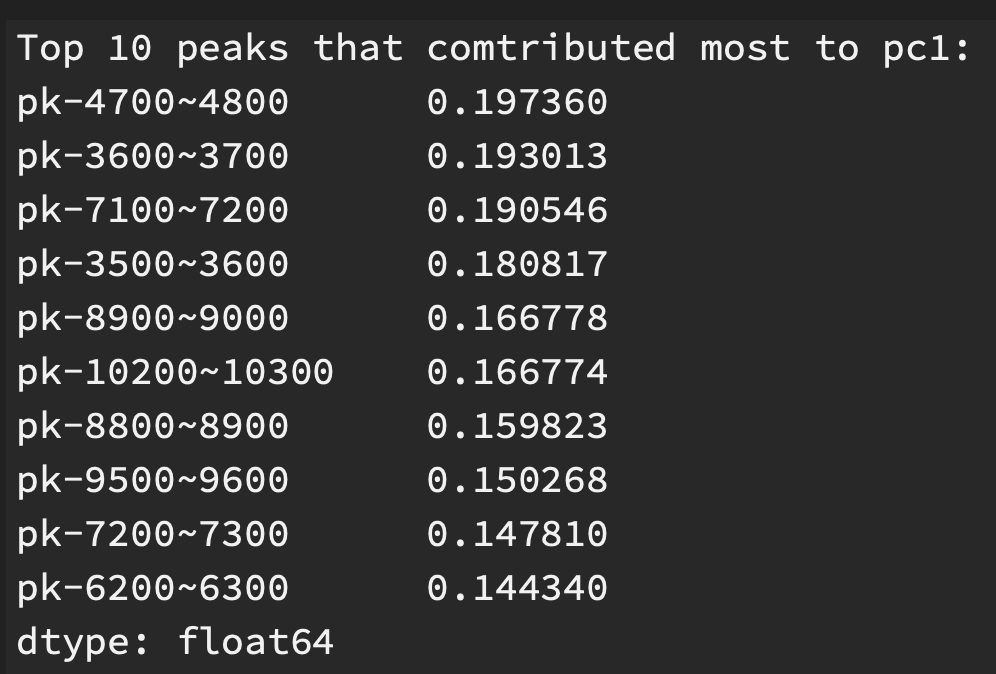 Top 10 peaks that comtributed most to pc1:
pk-4700~4800      0.197360
pk-3600~3700      0.193013
pk-7100~7200      0.190546
pk-3500~3600      0.180817
pk-8900~9000      0.166778
pk-10200~10300    0.166774
pk-8800~8900      0.159823
pk-9500~9600      0.150268
pk-7200~7300      0.147810
pk-6200~6300      0.144340
dtype: float64